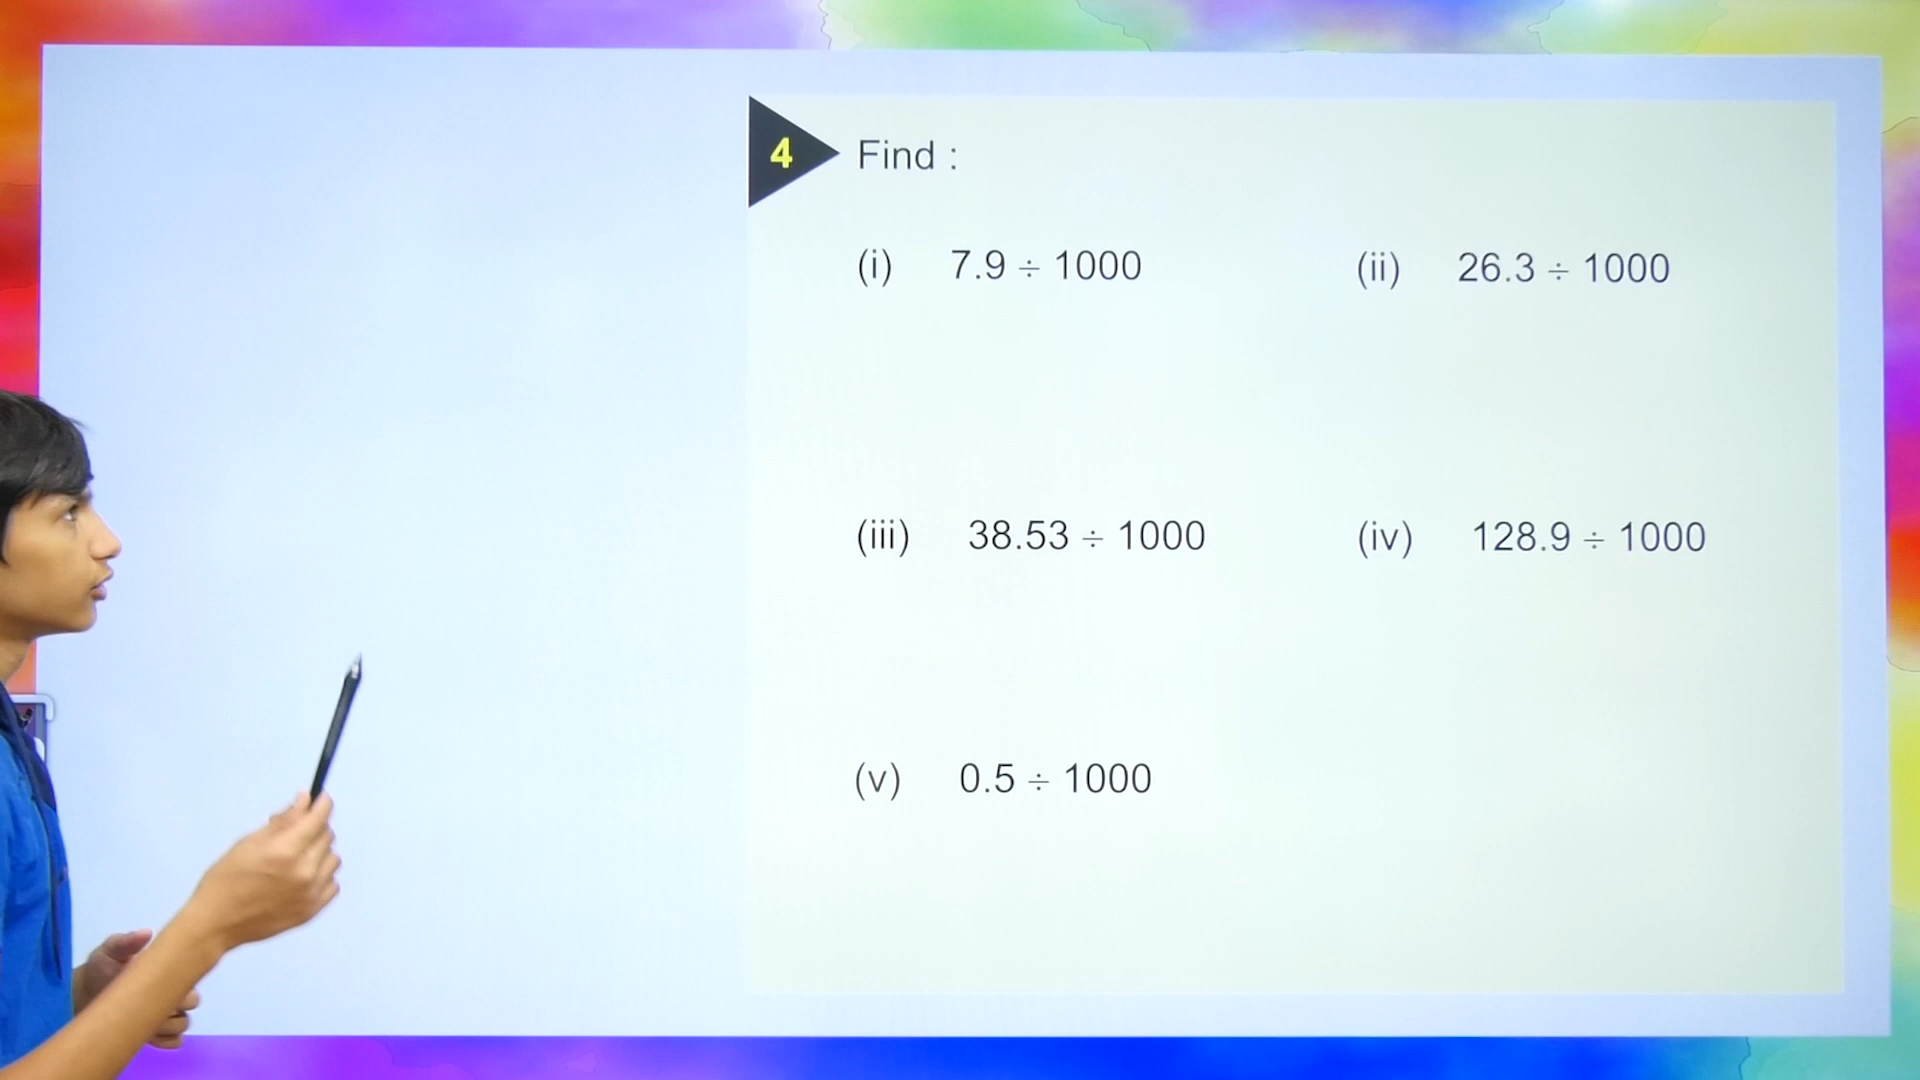 4 Find :
(i) 7.9 ÷ 1000 (ii) 26.3 ÷ 1000
(iii) 38.53 ÷ 1000 (iv) 128.9 ÷ 1000
(v) 0.5 ÷ 1000